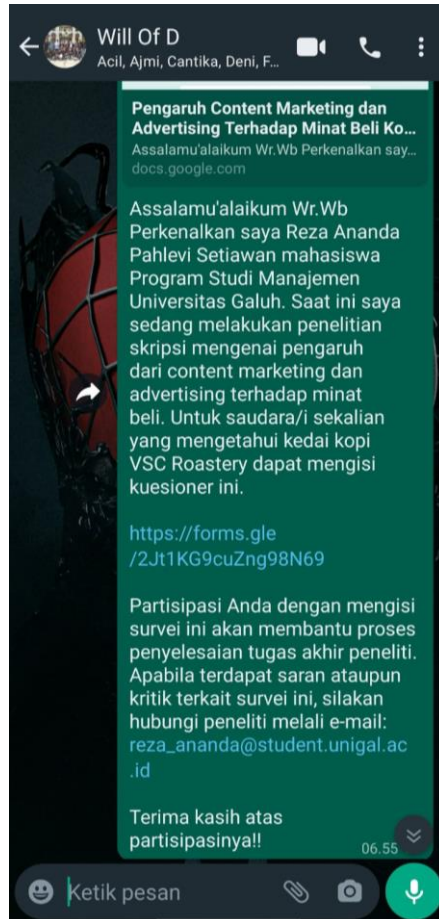 Will Of D
Acil, Ajmi, Cantika, Deni, F...
Pengaruh Content Marketing dan
Advertising Terhadap Minat Beli Ko...
Assalamu'alaikum Wr.Wb Perkenalkan say...
docs.google.com
Assalamu'alaikum Wr.Wb
Perkenalkan saya Reza Ananda
Pahlevi Setiawan mahasiswa
Program Studi Manajemen
Universitas Galuh. Saat ini saya
sedang melakukan penelitian
skripsi mengenai pengaruh
dari content marketing dan
advertising terhadap minat
beli. Untuk saudara/i sekalian
yang mengetahui kedai kopi
VSC Roastery dapat mengisi
kuesioner ini.
https://forms.gle
/2Jt1KG9cuZng98N69
Partisipasi Anda dengan mengisi
survei ini akan membantu proses
penyelesaian tugas akhir peneliti.
Apabila terdapat saran ataupun
kritik terkait survei ini, silakan
hubungi peneliti melali e-mail:
reza_ananda@student.unigal.ac
.id
Terima kasih atas
partisipasinya!!
06.55
Ketik pesan